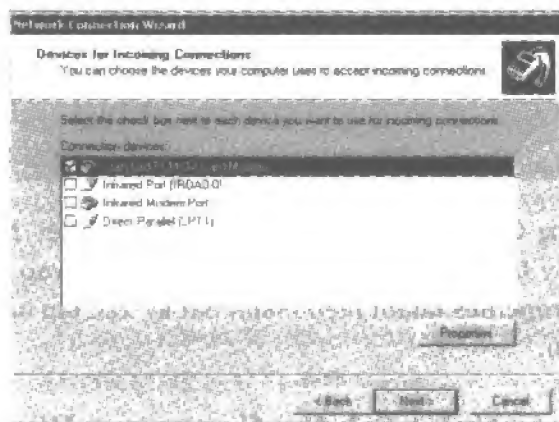 Network Connection Wizard
Devices for Incoming Connections
You can choose the devices your computer uses to accept incoming connections.
Select the check box next to each device you want to use for incoming connections.
Connection devices:
Infrared Port (IRDA0-0)
Infrared Modem Port
Direct Parallel (LPT1)
Properties
< Back
Next >
Cancel